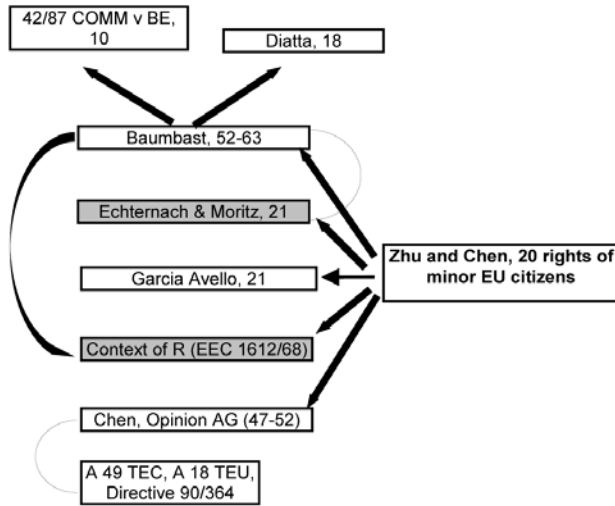 42/87 COMM v BE,
10
Diatta, 18
Baumbast, 52-63
Echternach & Moritz, 21
Zhu and Chen, 20 rights of
minor EU citizens
Garcia Avello, 21
Context of R (EEC 1612/68)
Chen, Opinion AG (47-52)
A 49 TEC, A 18 TEU,
Directive 90/364